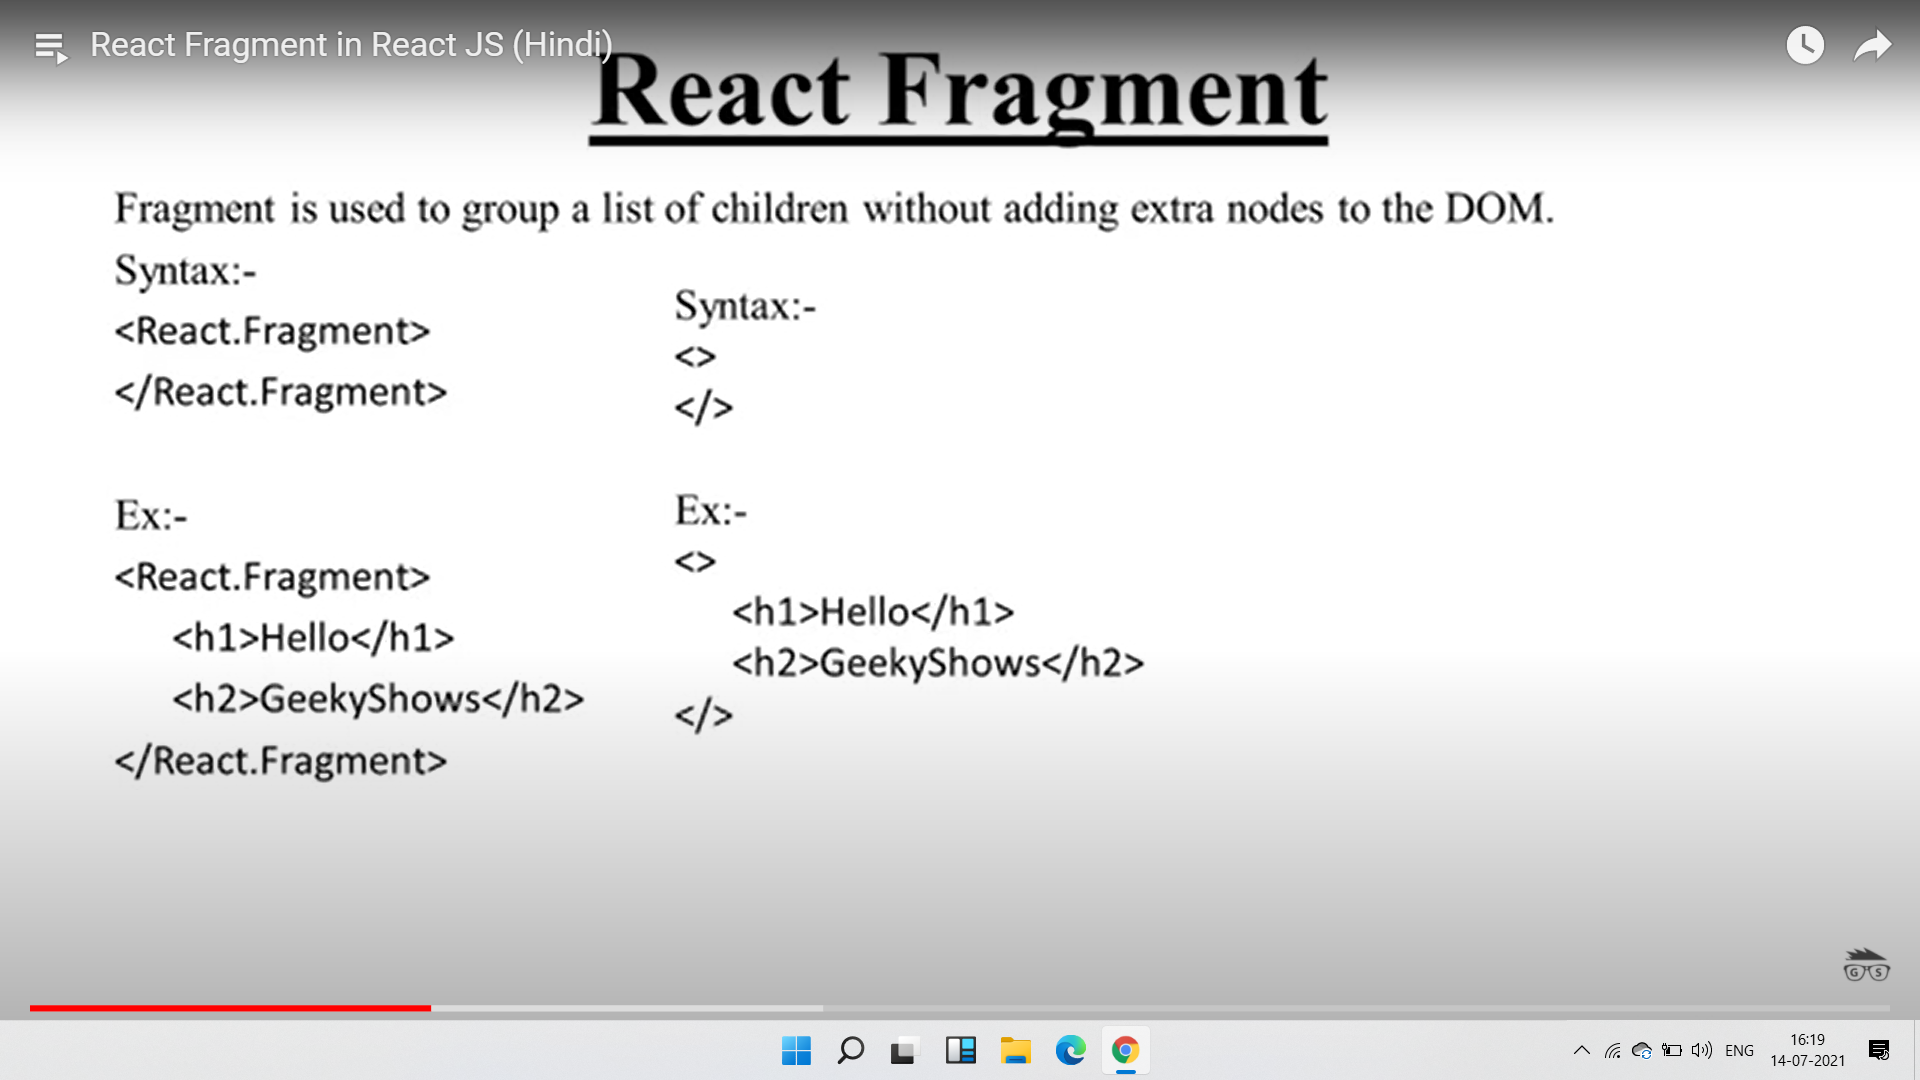 React Fragment in React JS (Hindi)
React Fragment
Fragment is used to group a list of children without adding extra nodes to the DOM.
Syntax:-
<React.Fragment>
</React.Fragment>
Ex:-
<React.Fragment>
<h1>Hello</h1>
<h2>GeekyShows</h2>
</React.Fragment>
Syntax:-
<>
</>
Ex:-
<>
<h1>Hello</h1>
<h2>GeekyShows</h2>
</>
G S
ENG
16:19
14-07-2021